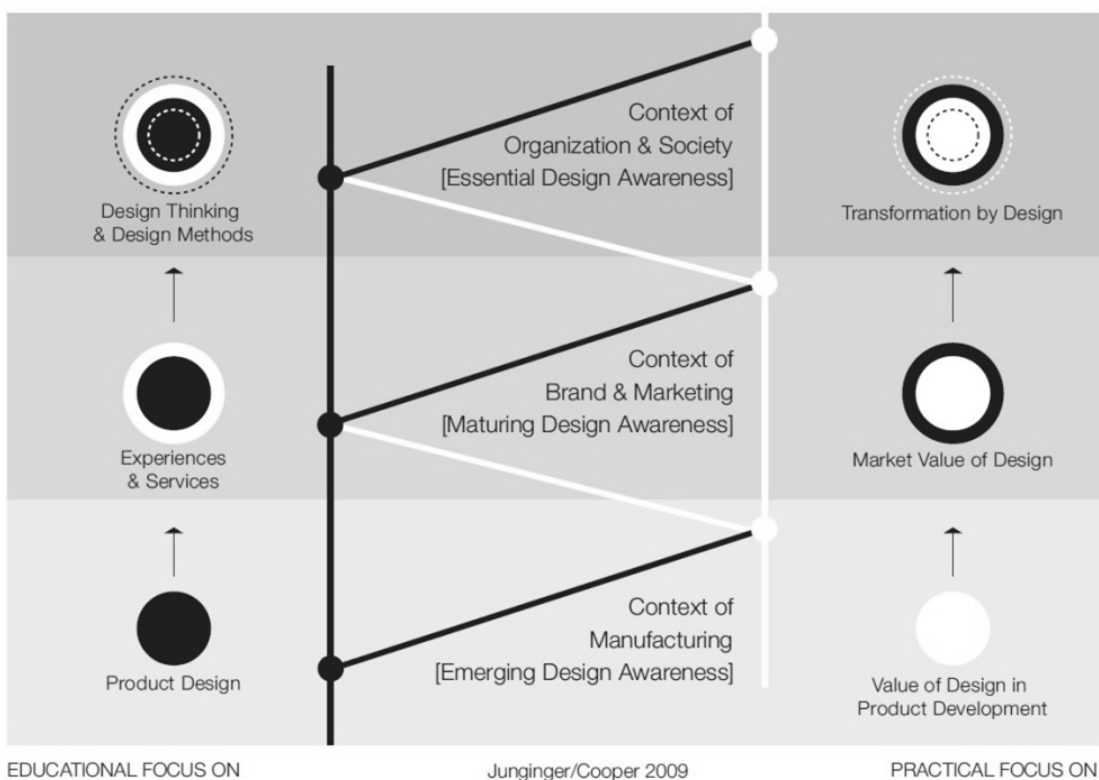 Context of
Organization & Society
[Essential Design Awareness]
Design Thinking
& Design Methods
Transformation by Design
Context of
Brand & Marketing
[Maturing Design Awareness]
Experiences
& Services
Market Value of Design
Context of
Manufacturing
[Emerging Design Awareness]
Product Design
Value of Design in
Product Development
EDUCATIONAL FOCUS ON
Junginger/Cooper 2009
PRACTICAL FOCUS ON